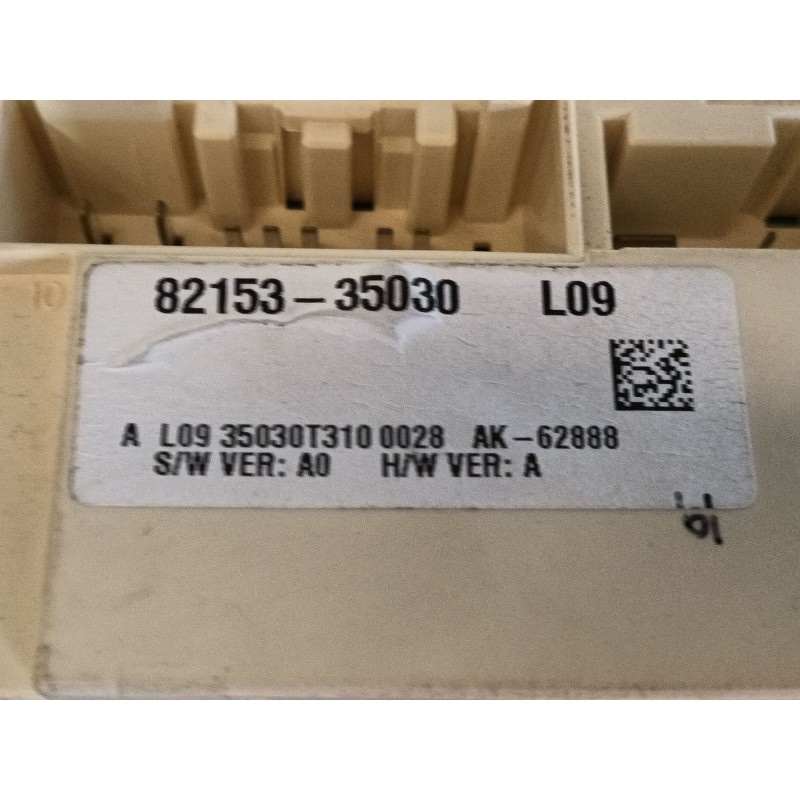 82153-35030 L09
A L09 35030T310 0028 AK-62888
S/W VER: A0 H/W VER: A